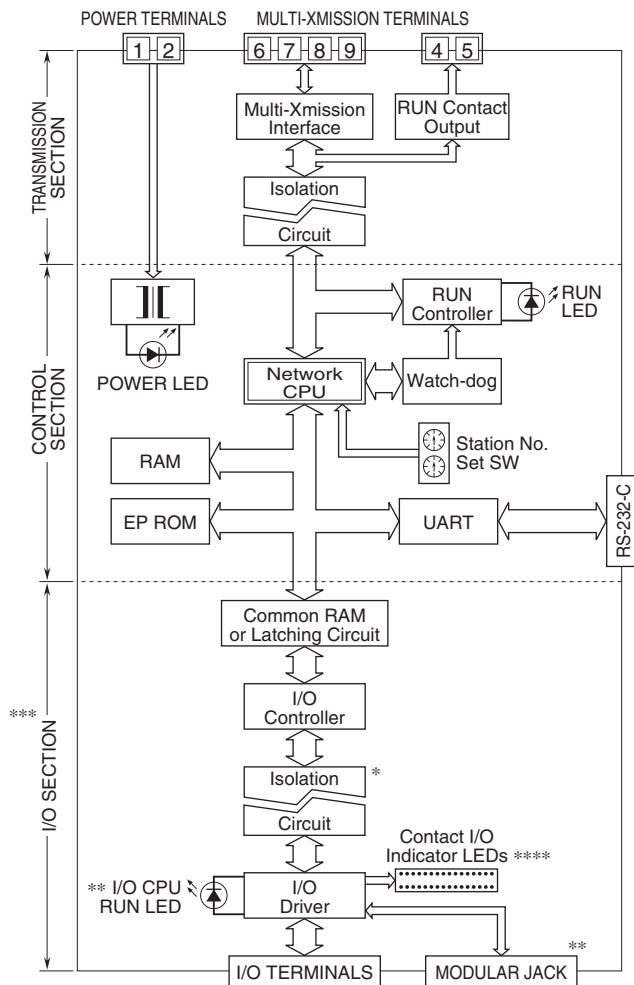 POWER TERMINALS
MULTI-XMISSION TERMINALS
1 2
6 7 8 9
4 5
TRANSMISSION
SECTION
Multi-Xmission
Interface
RUN Contact
Output
Isolation
Circuit
CONTROL
SECTION
POWER LED
RUN
Controller
RUN
LED
Network
CPU
Watch-dog
Station No.
Set SW
RAM
EP ROM
UART
RS-232-C
Common RAM
or Latching Circuit
***
I/O SECTION
I/O
Controller
Isolation
*
Circuit
Contact I/O
Indicator LEDs ****
** I/O CPU
RUN LED
I/O
Driver
**
I/O TERMINALS
MODULAR JACK